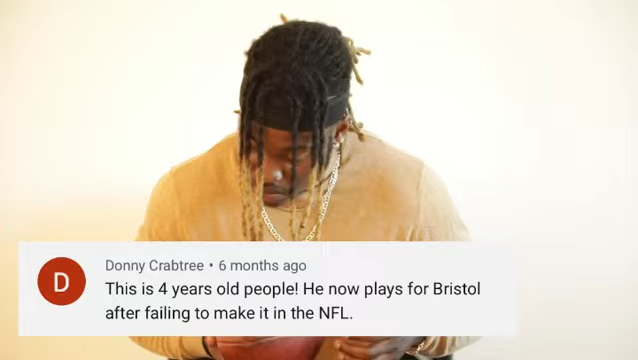 D
Donny Crabtree • 6 months ago
This is 4 years old people! He now plays for Bristol
after failing to make it in the NFL.